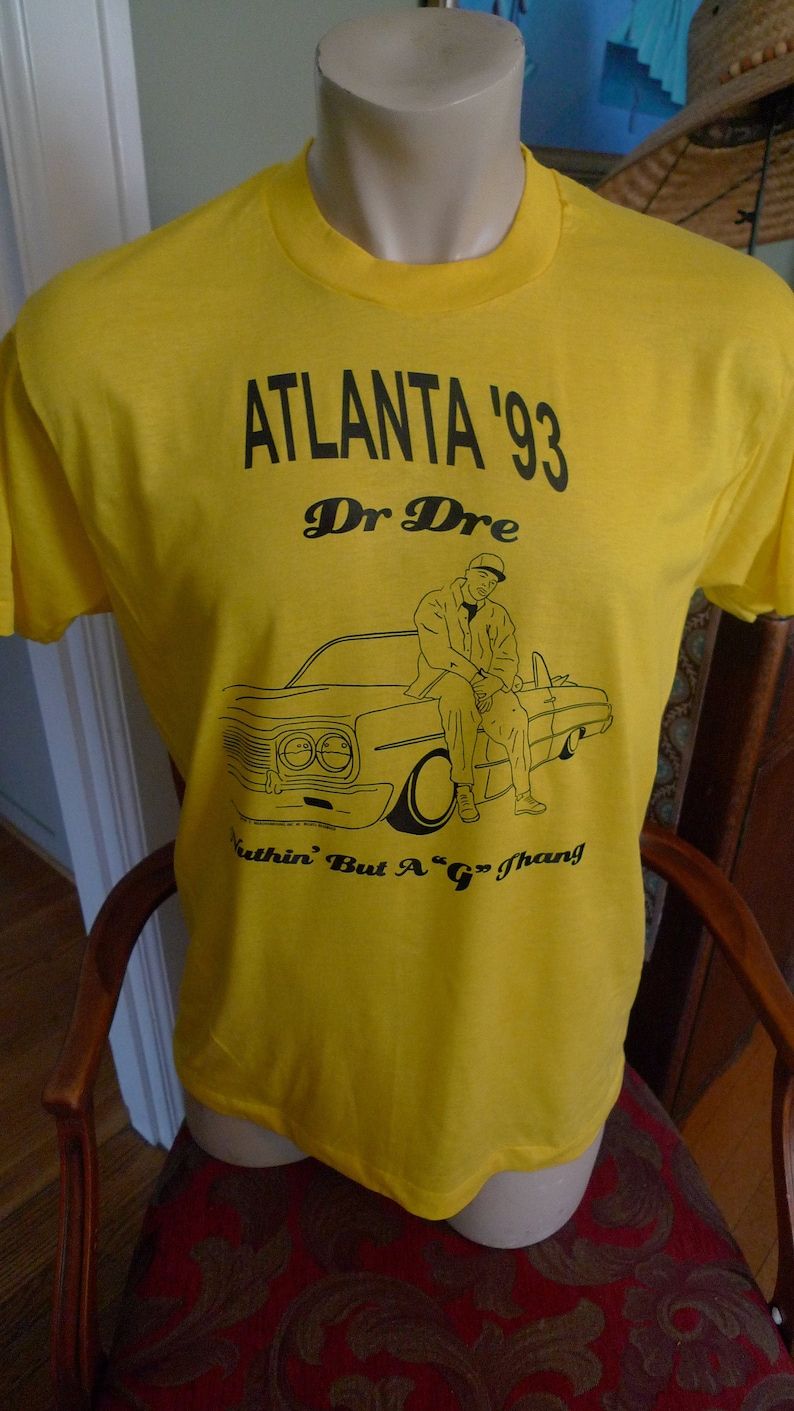 ATLANTA '93
Dr Dre
Nuthin' But A "G" Thang